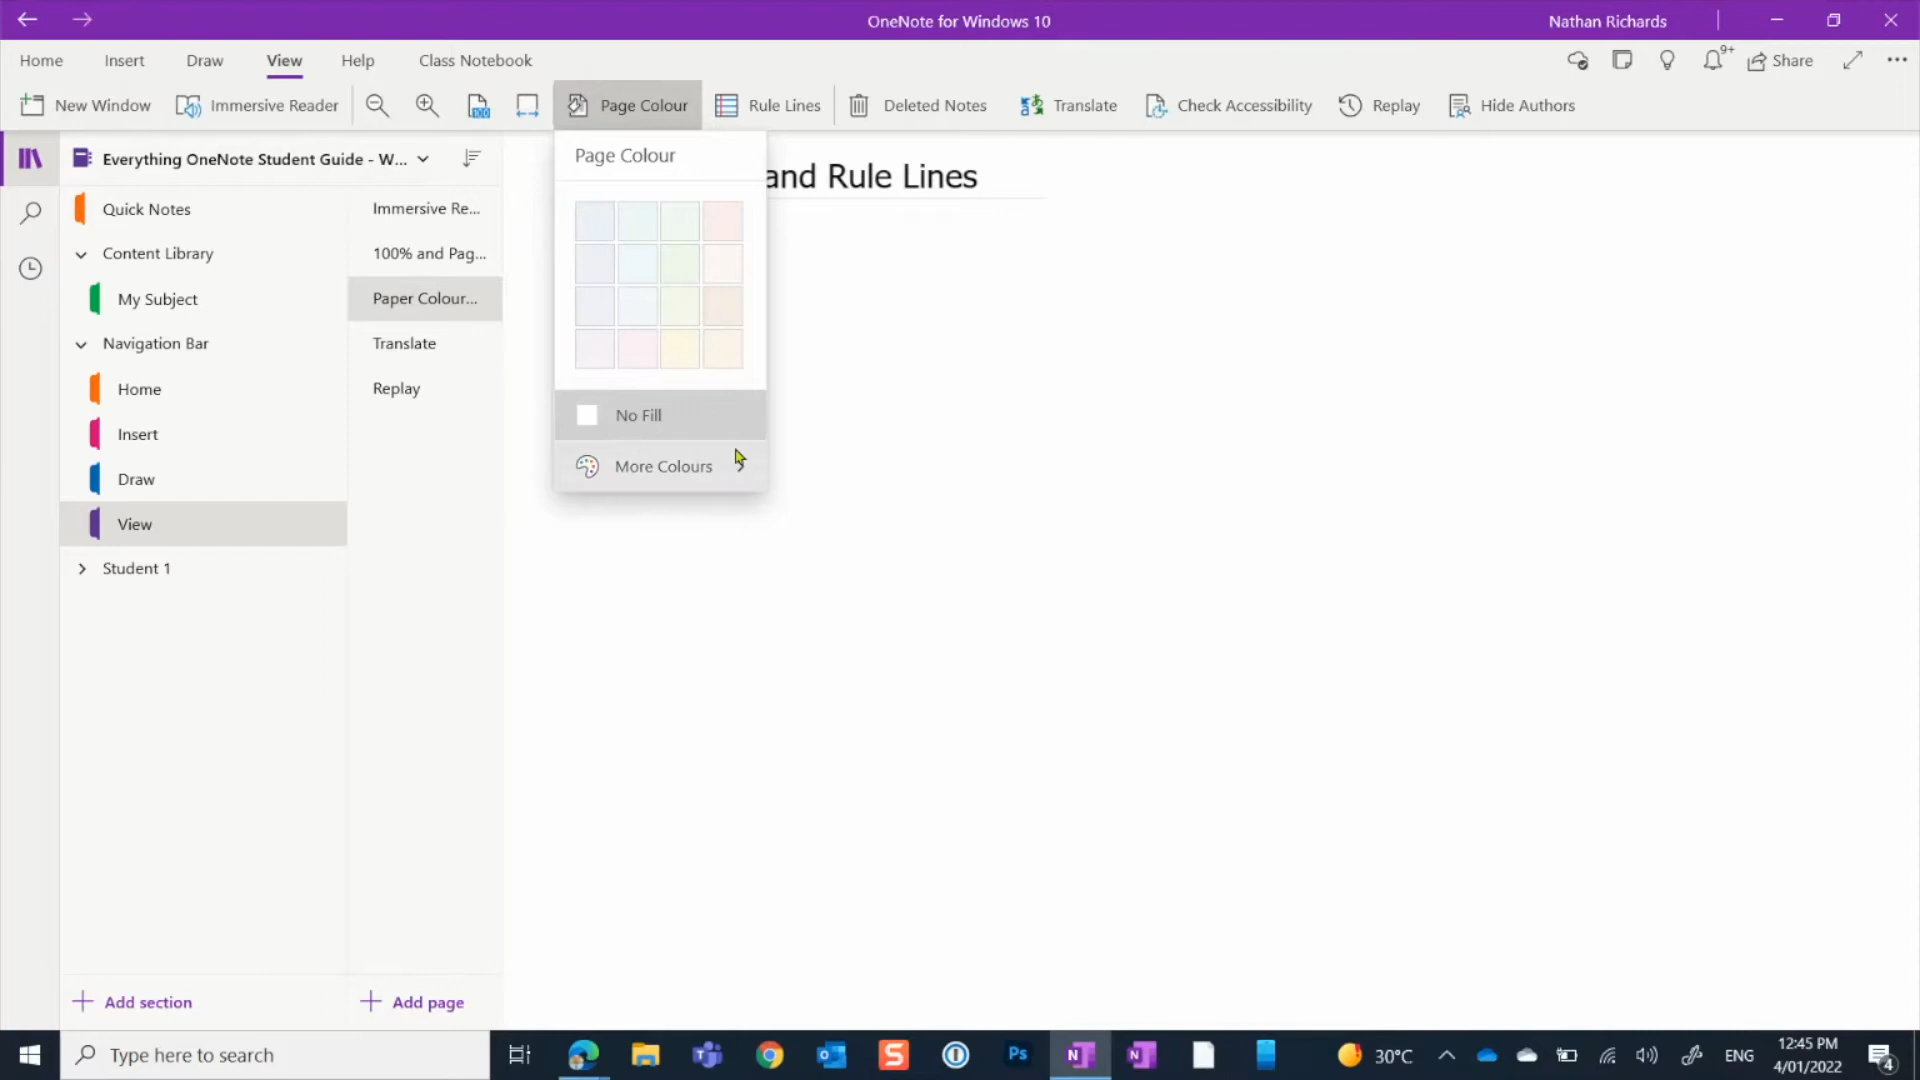 OneNote for Windows 10
Nathan Richards
Home Insert Draw View Help Class Notebook
9+ Share
New Window Immersive Reader 100 Page Colour Rule Lines Deleted Notes Translate Check Accessibility Replay Hide Authors
Everything OneNote Student Guide - W...
Quick Notes
Content Library
My Subject
Navigation Bar
Home
Insert
Draw
View
Student 1
Add section
Immersive Re...
100% and Pag...
Paper Colour...
Translate
Replay
Add page
Page Colour
No Fill
More Colours
and Rule Lines
Type here to search
S
Ps
N
N
30°C
ENG
12:45 PM
4/01/2022
4